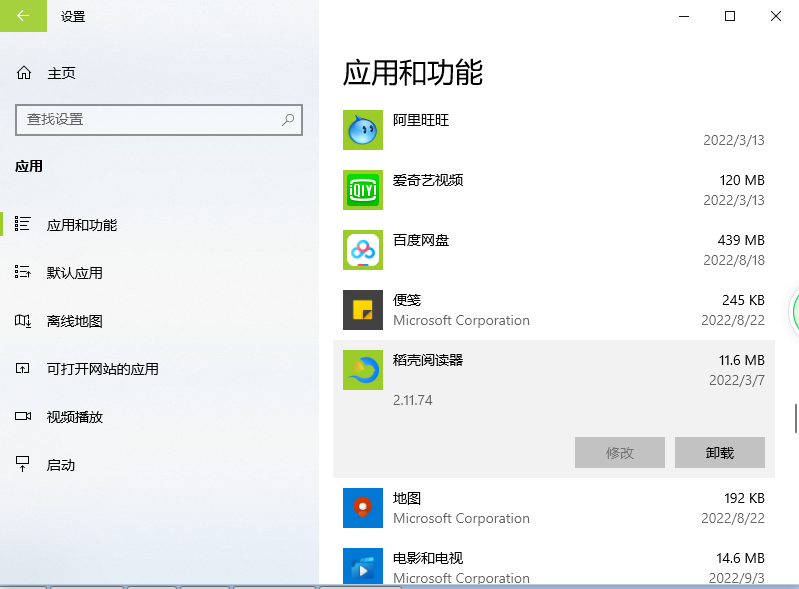 设置
主页
查找设置
应用
应用和功能
默认应用
离线地图
可打开网站的应用
视频播放
启动
应用和功能
阿里旺旺
2022/3/13
iQIYI
爱奇艺视频
120 MB
2022/3/13
百度网盘
439 MB
2022/8/18
便笺
245 KB
Microsoft Corporation
2022/8/22
稻壳阅读器
11.6 MB
2022/3/7
2.11.74
修改
卸载
地图
192 KB
Microsoft Corporation
2022/8/22
电影和电视
14.6 MB
Microsoft Corporation
2022/9/3